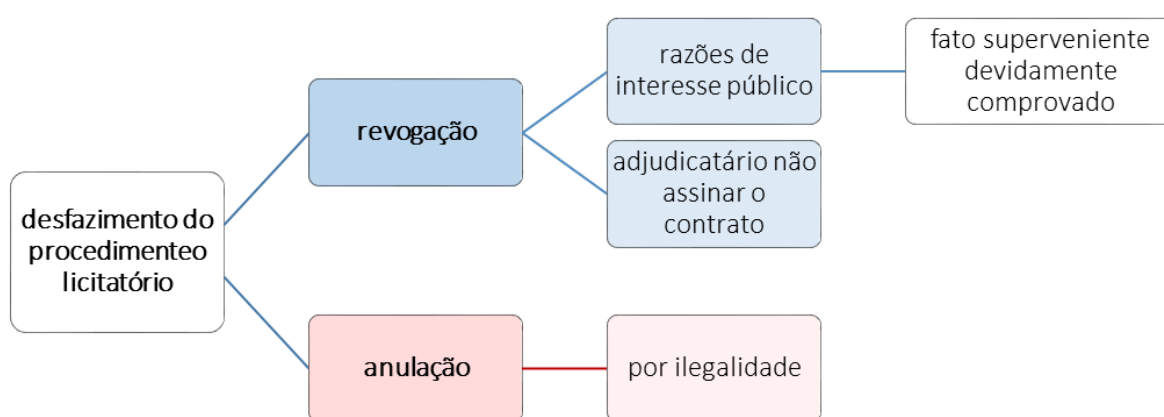 desfazimento do
procedimenteo
licitatório
revogação
razões de
interesse público
fato superveniente
devidamente
comprovado
adjudicatário não
assinar o
contrato
anulação
por ilegalidade